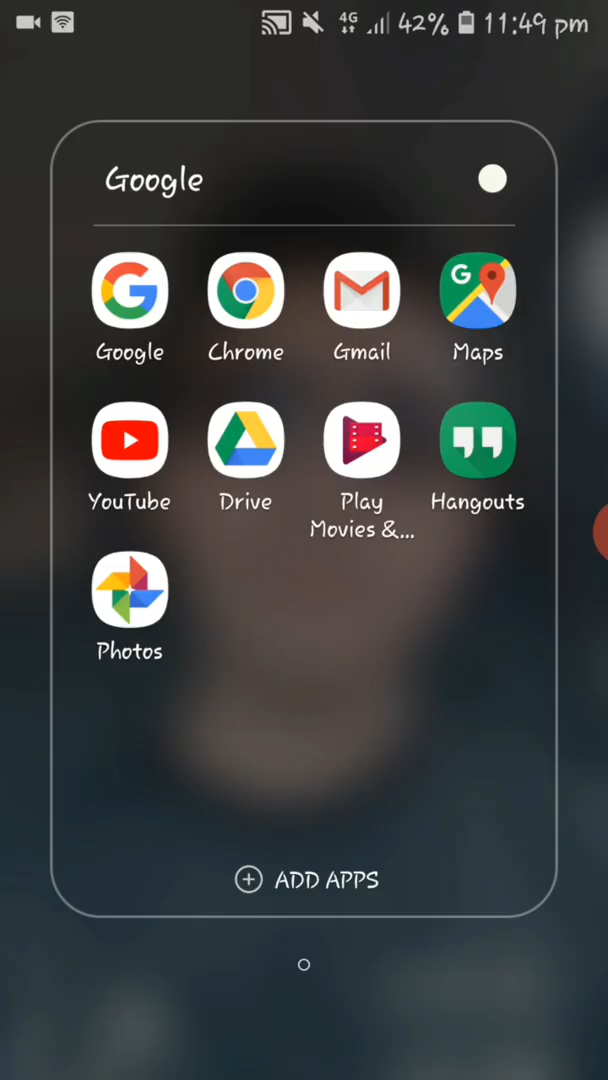 4G 42% 11:49 pm
Google
Google Chrome Gmail Maps
YouTube Drive Play Movies &... Hangouts
Photos
ADD APPS